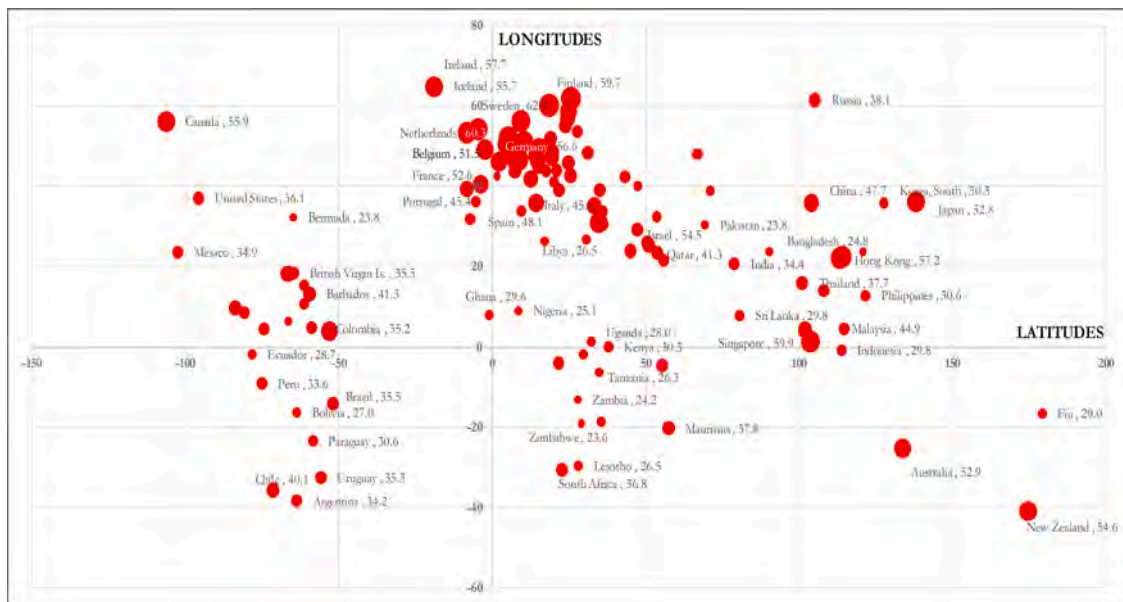 80
LONGITUDES
Ireland , 57.7
Iceland , 55.7
Finland , 59.7
Russia , 38.1
60
Sweden , 62
Canada , 55.9
Netherlands , 60.3
Germany , 56.6
Belgium , 51.5
France , 52.6
40
China , 47.7
Korea, South , 30.5
United States , 36.1
Portugal , 45.4
Italy , 45.
Japan , 52.8
Bermuda , 23.8
Spain , 48.1
Pakistan , 23.8
Israel , 54.5
Bangladesh , 24.8
Mexico , 34.9
Libya , 26.5
Qatar , 41.3
Hong Kong , 57.2
India , 34.4
20
British Virgin Is. , 35.5
Thailand , 37.7
Barbados , 41.3
Ghana , 29.6
Philippines , 30.6
Nigeria , 25.1
Sri Lanka , 29.8
Colombia , 35.2
Uganda , 28.0
Malaysia , 44.9
LATITUDES
Singapore , 59.9
Kenya , 30.5
Indonesia , 29.8
Ecuador , 28.7
0
-150
-100
-50
0
50
100
150
200
Peru , 33.6
Tanzania , 26.3
Brazil , 35.5
Zambia , 24.2
Bolivia , 27.0
Fiji , 29.0
-20
Mauritius , 37.8
Paraguay , 30.6
Zimbabwe , 23.6
Lesotho , 26.5
Australia , 52.9
Chile , 40.1
Uruguay , 35.5
South Africa , 36.8
Argentina , 34.2
-40
New Zealand , 54.6
-60